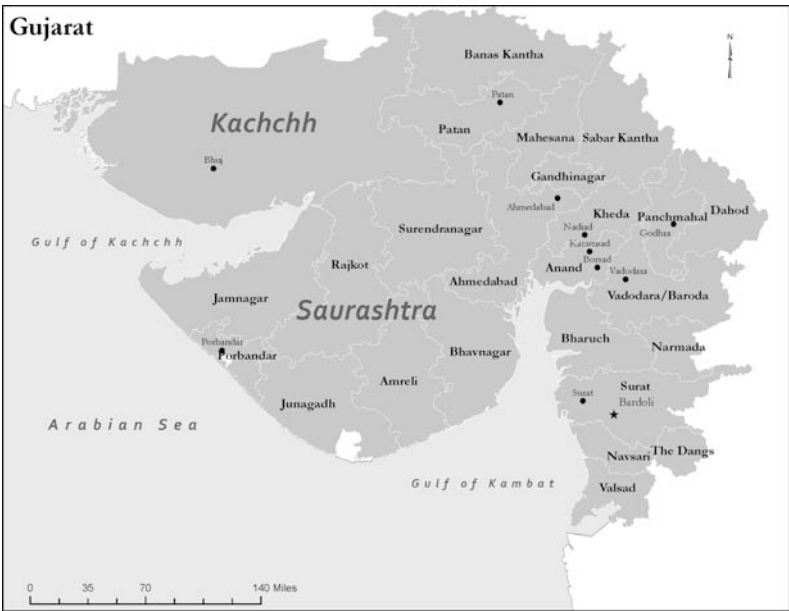 Gujarat
N
Banas Kantha
Patan
Kachchh
Patan
Mahesana
Sabar Kantha
Bhuj
Gandhinagar
Ahmedabad
Kheda
Panchmahal
Dahod
Surendranagar
Nadiad
Godhra
Gulf of Kachchh
Karamsad
Rajkot
Anand
Borsad
Vadodara
Ahmedabad
Jamnagar
Vadodara/Baroda
Saurashtra
Porbandar
Porbandar
Bhavnagar
Bharuch
Narmada
Amreli
Surat
Junagadh
Surat
Bardoli
Arabian Sea
Navsari
The Dangs
Gulf of Kambat
Valsad
0 35 70 140 Miles